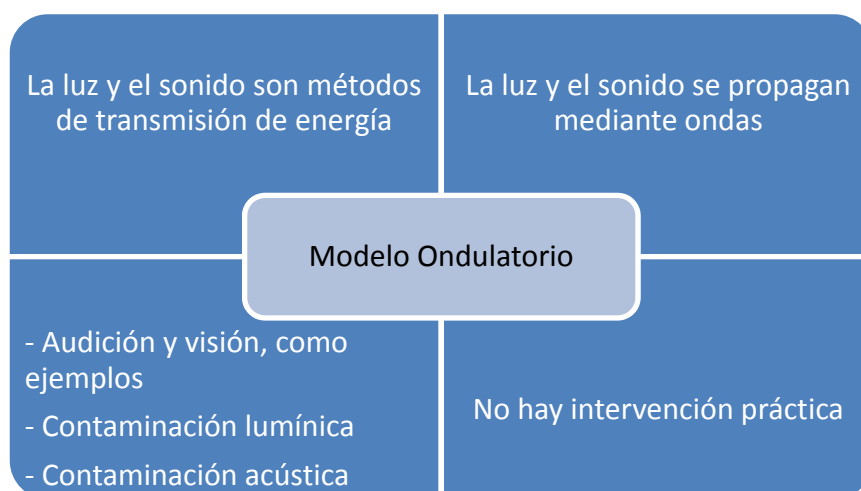 La luz y el sonido son métodos
de transmisión de energía
La luz y el sonido se propagan
mediante ondas
Modelo Ondulatorio
- Audición y visión, como
ejemplos
- Contaminación lumínica
- Contaminación acústica
No hay intervención práctica